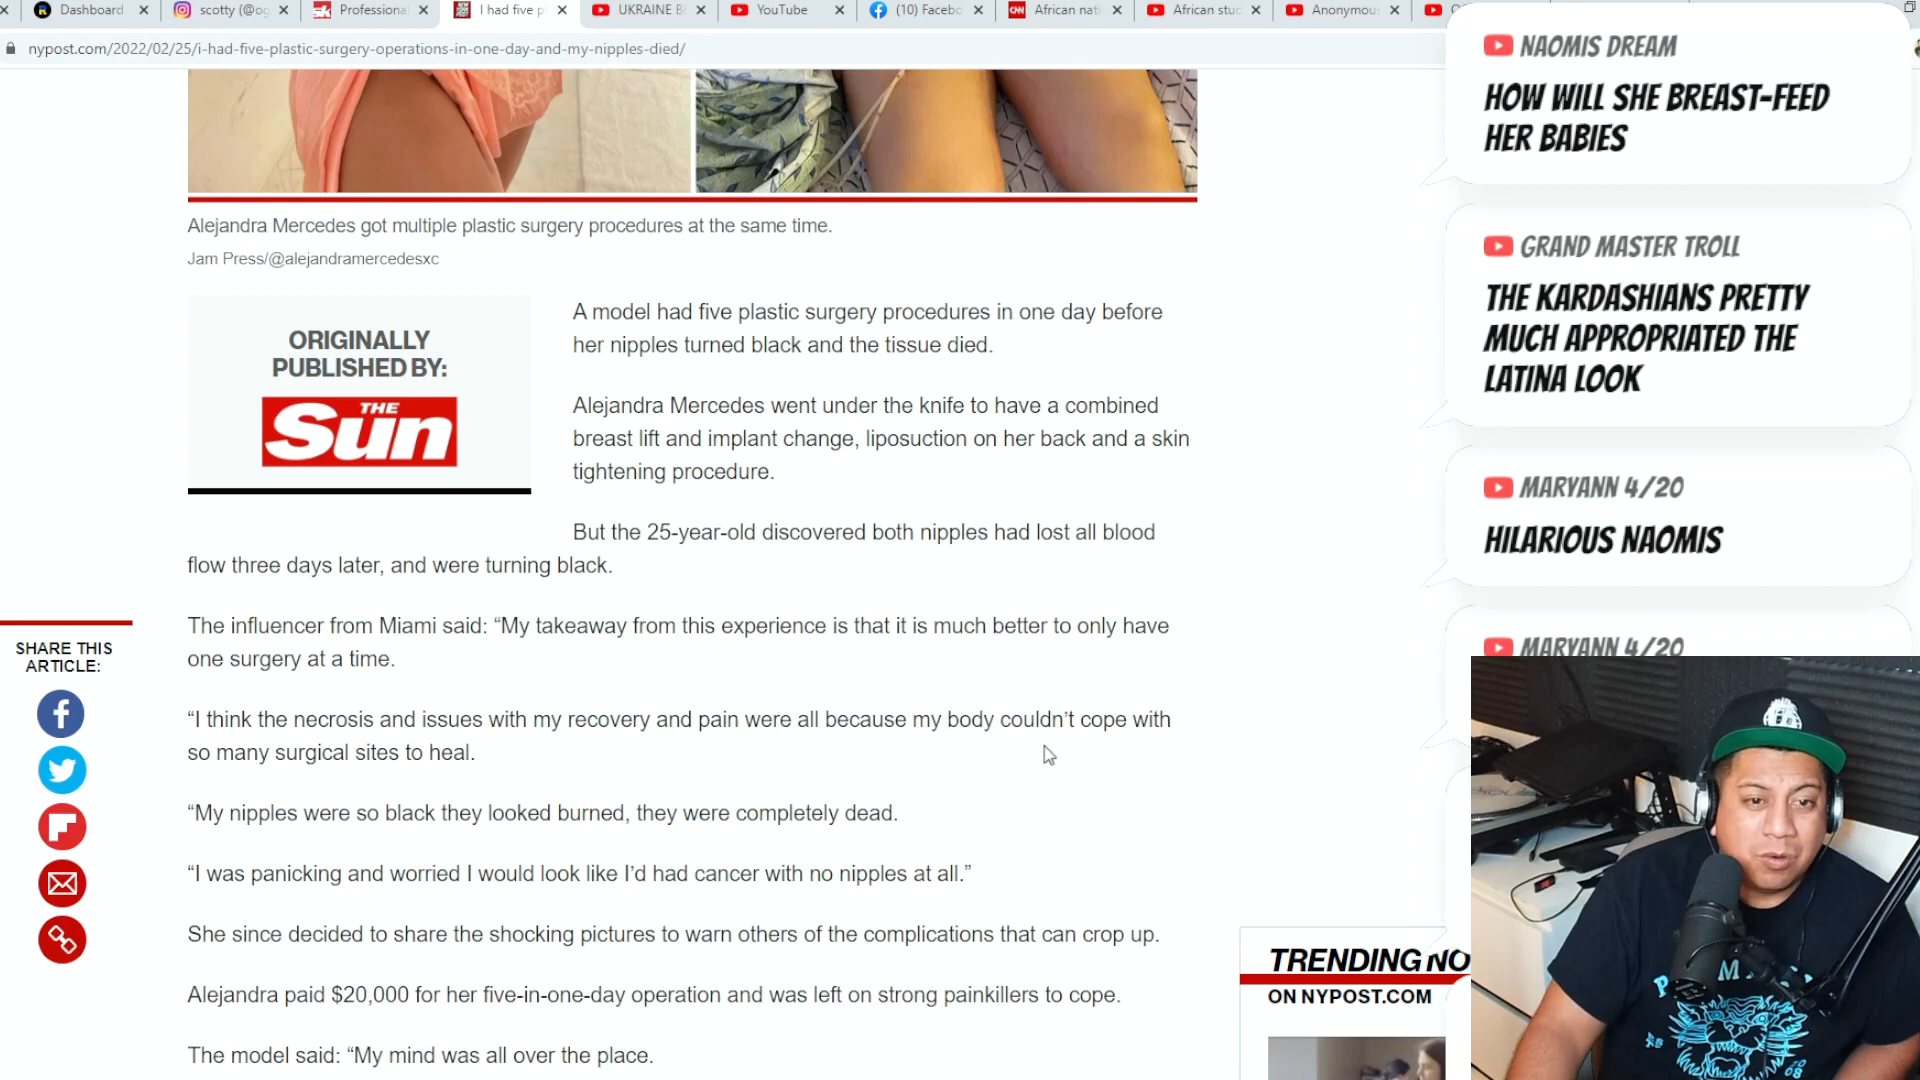 Dashboard
scotty (@og
Professiona
I had five p
UKRAINE B
YouTube
(10) Facebo
African nati
African stud
Anonymou
nypost.com/2022/02/25/i-had-five-plastic-surgery-operations-in-one-day-and-my-nipples-died/
Alejandra Mercedes got multiple plastic surgery procedures at the same time.
Jam Press/@alejandramercedesxc
ORIGINALLY
PUBLISHED BY:
THE
Sun
A model had five plastic surgery procedures in one day before
her nipples turned black and the tissue died.
Alejandra Mercedes went under the knife to have a combined
breast lift and implant change, liposuction on her back and a skin
tightening procedure.
But the 25-year-old discovered both nipples had lost all blood
flow three days later, and were turning black.
The influencer from Miami said: “My takeaway from this experience is that it is much better to only have
one surgery at a time.
“I think the necrosis and issues with my recovery and pain were all because my body couldn’t cope with
so many surgical sites to heal.
“My nipples were so black they looked burned, they were completely dead.
“I was panicking and worried I would look like I’d had cancer with no nipples at all.”
She since decided to share the shocking pictures to warn others of the complications that can crop up.
Alejandra paid $20,000 for her five-in-one-day operation and was left on strong painkillers to cope.
The model said: “My mind was all over the place.
SHARE THIS
ARTICLE:
TRENDING NO
ON NYPOST.COM
NAOMIS DREAM
HOW WILL SHE BREAST-FEED
HER BABIES
GRAND MASTER TROLL
THE KARDASHIANS PRETTY
MUCH APPROPRIATED THE
LATINA LOOK
MARYANN 4/20
HILARIOUS NAOMIS
MARYANN 4/20